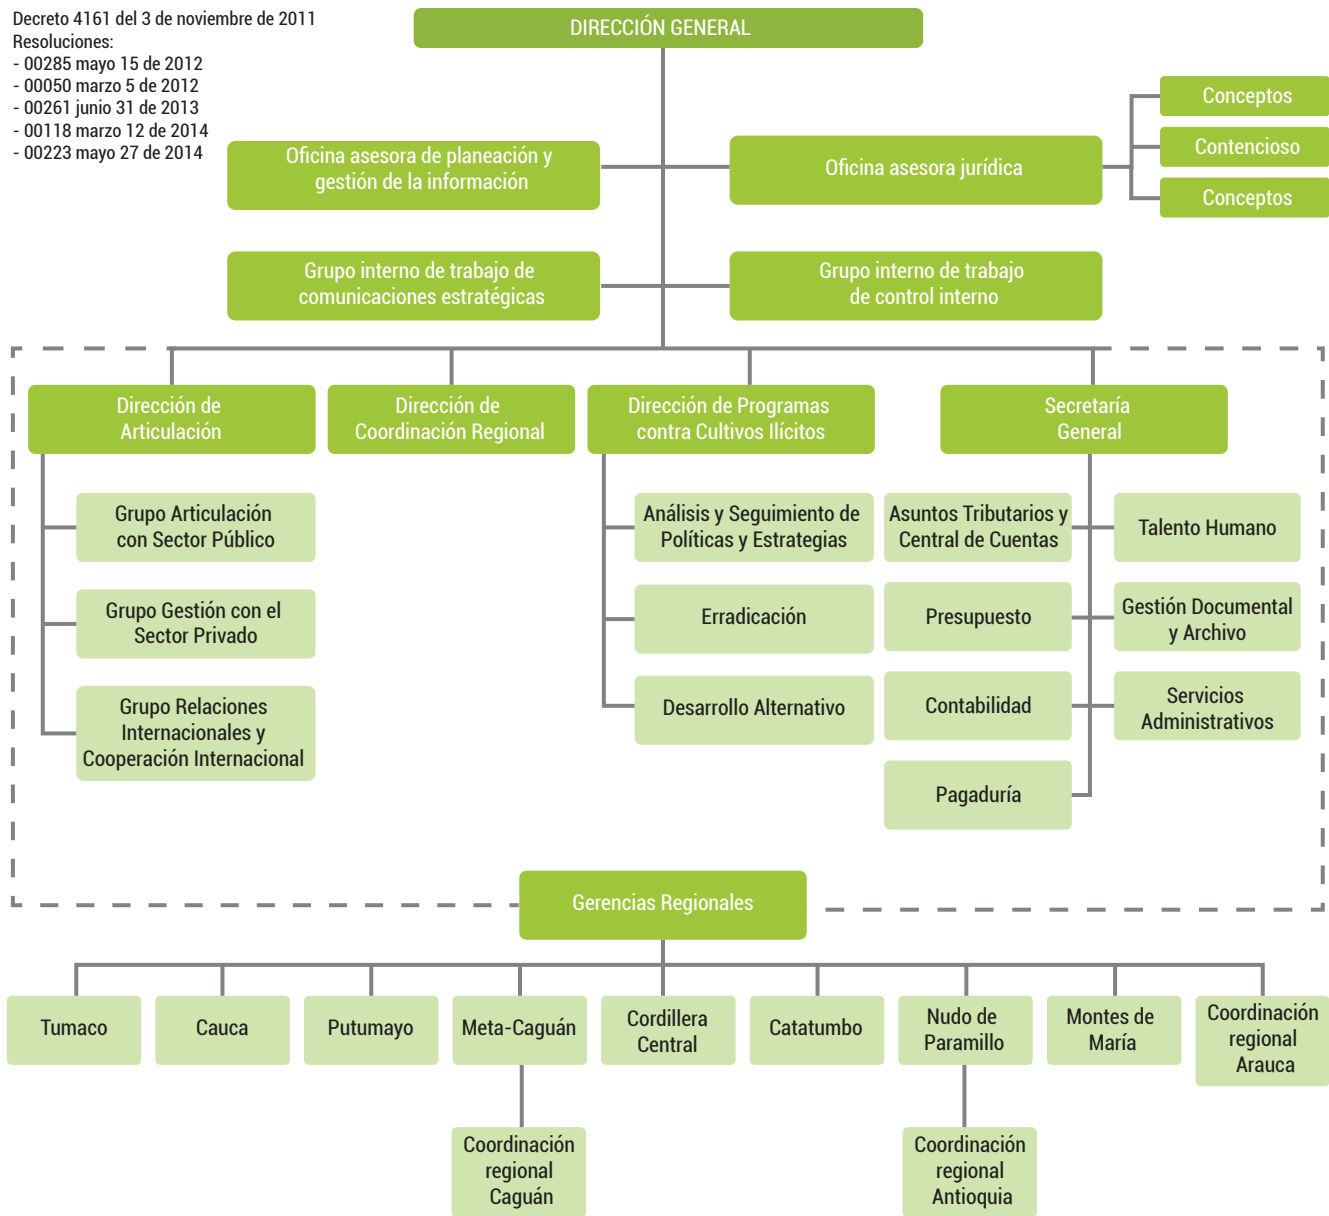 Decreto 4161 del 3 de noviembre de 2011
Resoluciones:
- 00285 mayo 15 de 2012
- 00050 marzo 5 de 2012
- 00261 junio 31 de 2013
- 00118 marzo 12 de 2014
- 00223 mayo 27 de 2014
DIRECCIÓN GENERAL
Oficina asesora de planeación y
gestión de la información
Oficina asesora jurídica
Conceptos
Contencioso
Conceptos
Grupo interno de trabajo de
comunicaciones estratégicas
Grupo interno de trabajo
de control interno
Dirección de
Articulación
Dirección de
Coordinación Regional
Dirección de Programas
contra Cultivos Ilícitos
Secretaría
General
Grupo Articulación
con Sector Público
Grupo Gestión con el
Sector Privado
Grupo Relaciones
Internacionales y
Cooperación Internacional
Análisis y Seguimiento de
Políticas y Estrategias
Erradicación
Desarrollo Alternativo
Asuntos Tributarios y
Central de Cuentas
Presupuesto
Contabilidad
Pagaduría
Talento Humano
Gestión Documental
y Archivo
Servicios
Administrativos
Gerencias Regionales
Tumaco
Cauca
Putumayo
Meta-Caguán
Cordillera
Central
Catatumbo
Nudo de
Paramillo
Montes de
María
Coordinación
regional
Arauca
Coordinación
regional
Caguán
Coordinación
regional
Antioquia